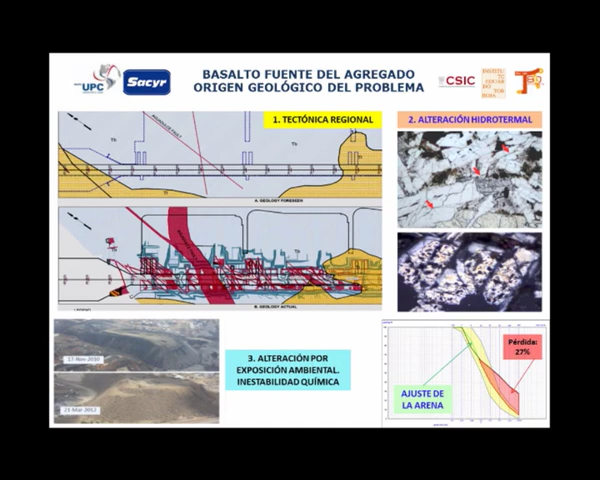 BASALTO FUENTE DEL AGREGADO
ORIGEN GEOLÓGICO DEL PROBLEMA
UPC
Sacyr
CSIC
1. TECTÓNICA REGIONAL
2. ALTERACIÓN HIDROTERMAL
A. GEOLOGY FORESEEN
B. GEOLOGY ACTUAL
17-Nov-2010
21-Mar-2012
3. ALTERACIÓN POR
EXPOSICIÓN AMBIENTAL.
INESTABILIDAD QUÍMICA
Pérdida:
27%
AJUSTE DE
LA ARENA